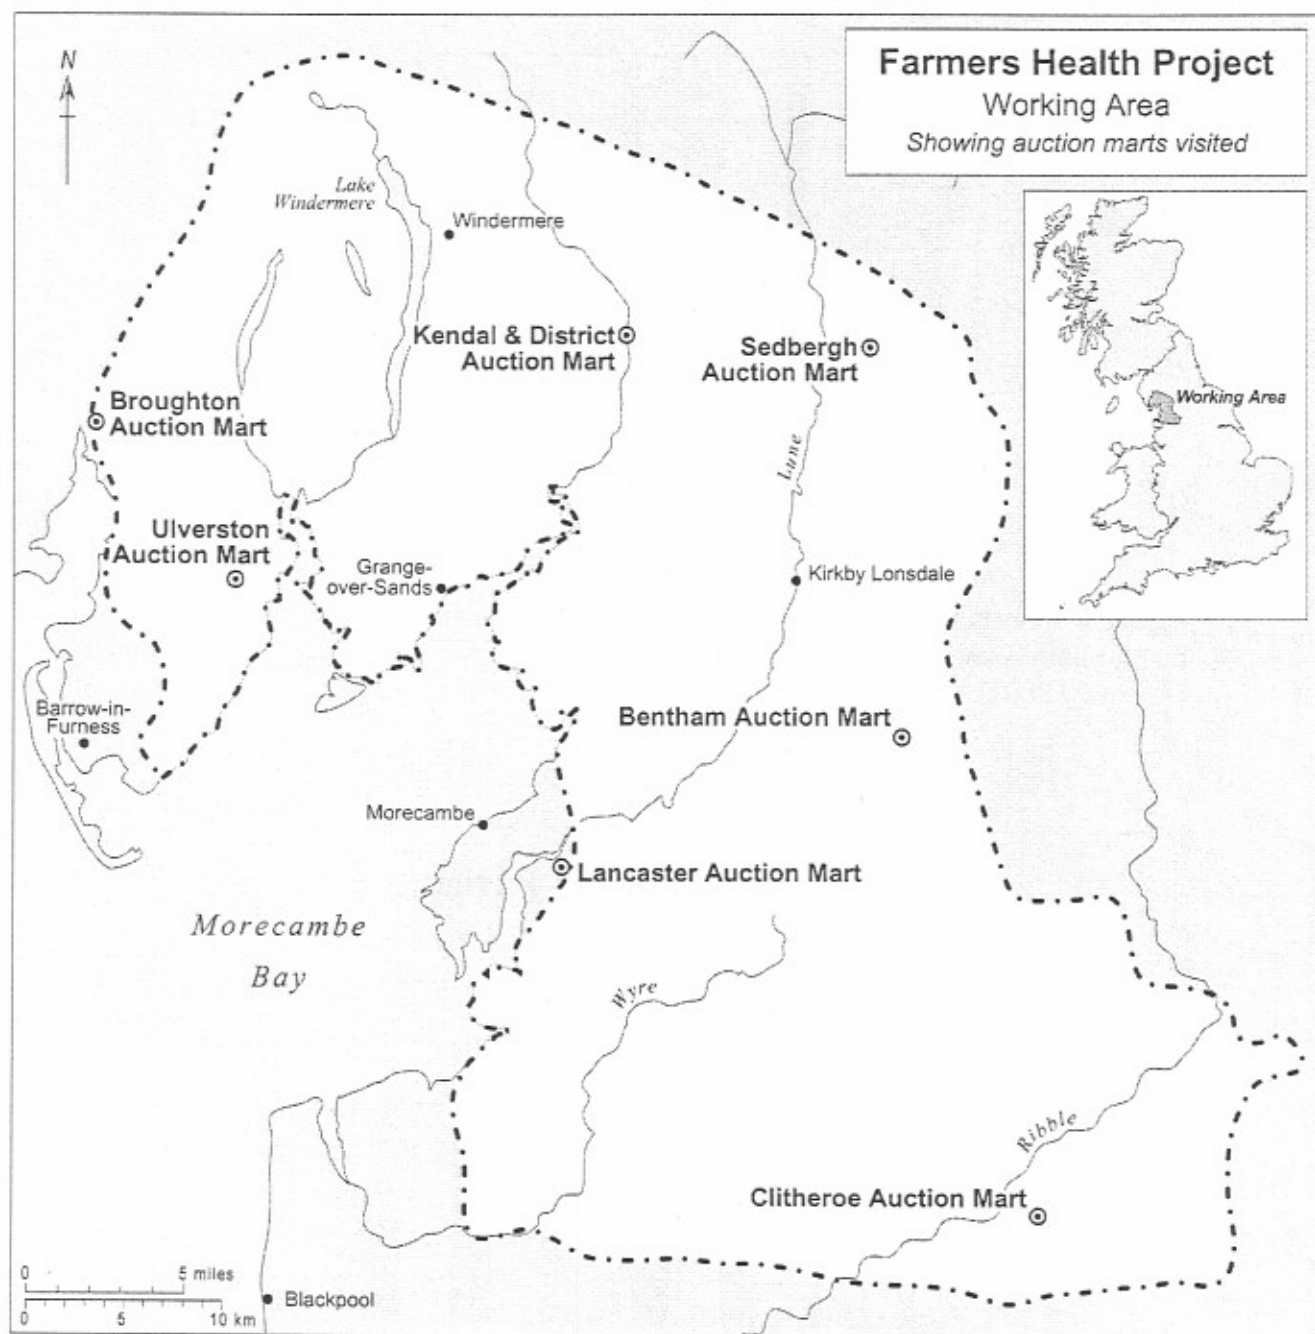 Farmers Health Project
Working Area
Showing auction marts visited
N
Lake
Windermere
Windermere
Kendal & District
Auction Mart
Sedbergh
Auction Mart
Working Area
Broughton
Auction Mart
Lune
Ulverston
Auction Mart
Grange-
over-Sands
Kirkby Lonsdale
Barrow-in-
Furness
Bentham Auction Mart
Morecambe
Lancaster Auction Mart
Morecambe
Bay
Wyre
Ribble
Clitheroe Auction Mart
0 5 miles
0 5 10 km
Blackpool